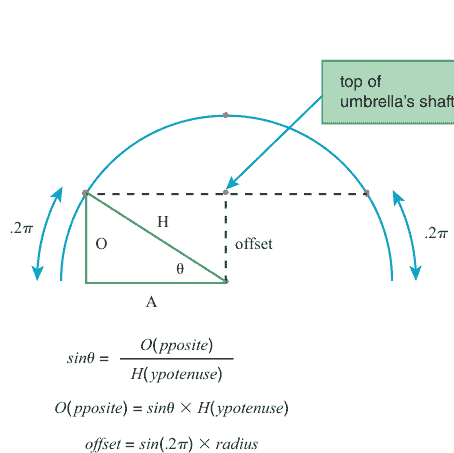 top of
umbrella's shaft
.2π
H
.2π
O
offset
θ
A
sinθ = O(pposite)
H(ypotenuse)
O(pposite) = sinθ × H(ypotenuse)
offset = sin(.2π) × radius